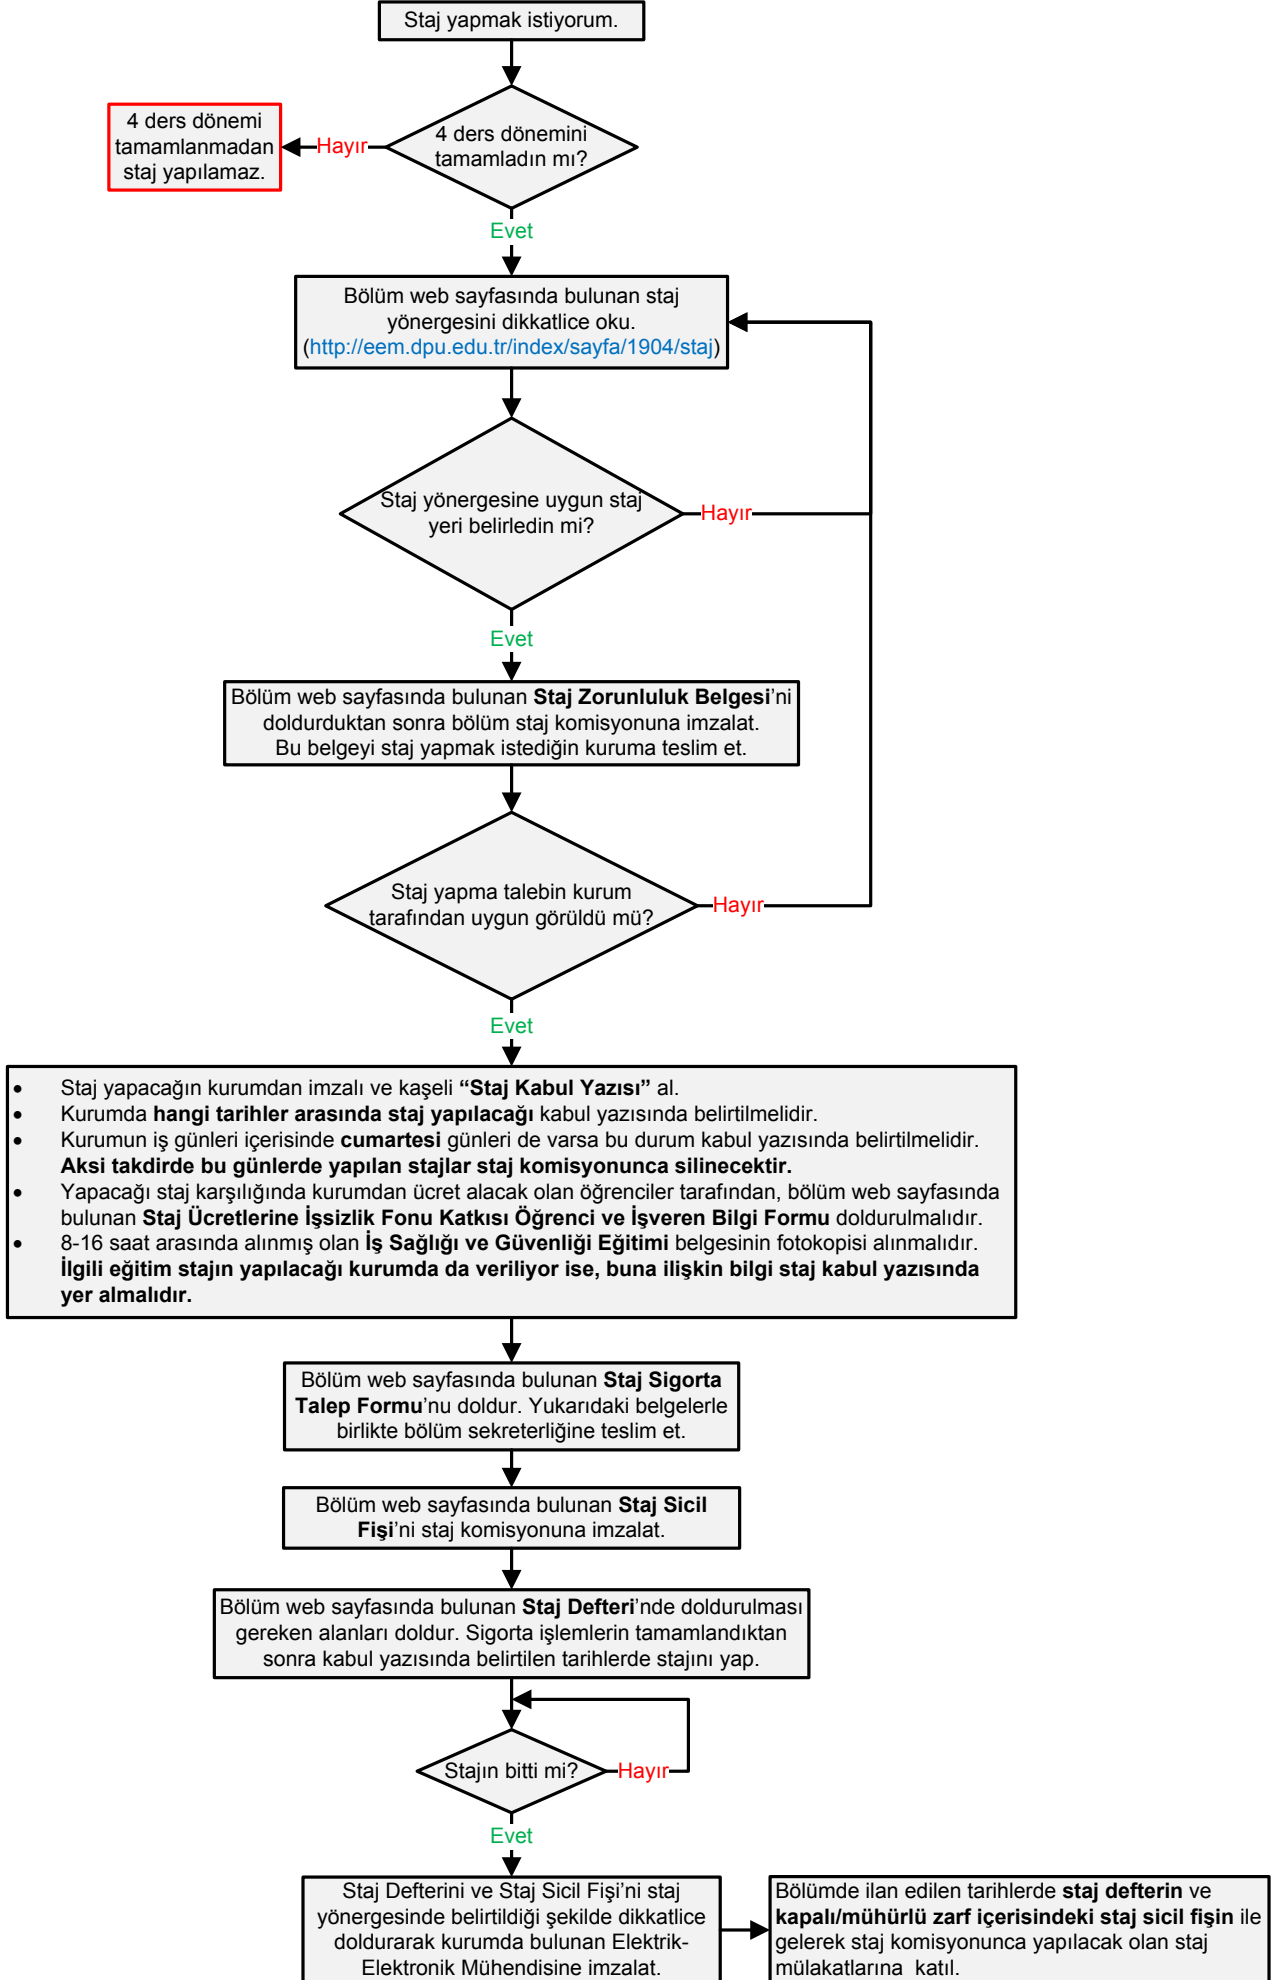 Staj yapmak istiyorum.
4 ders dönemini
tamamladın mı?
Hayır
4 ders dönemi
tamamlanmadan
staj yapılamaz.
Evet
Bölüm web sayfasında bulunan staj
yönergesini dikkatlice oku.
(http://eem.dpu.edu.tr/index/sayfa/1904/staj)
Staj yönergesine uygun staj
yeri belirledin mi?
Hayır
Evet
Bölüm web sayfasında bulunan Staj Zorunluluk Belgesi’ni
doldurduktan sonra bölüm staj komisyonuna imzalat.
Bu belgeyi staj yapmak istediğin kuruma teslim et.
Staj yapma talebin kurum
tarafından uygun görüldü mü?
Hayır
Evet
• Staj yapacağın kurumdan imzalı ve kaşeli “Staj Kabul Yazısı” al.
• Kurumda hangi tarihler arasında staj yapılacağı kabul yazısında belirtilmelidir.
• Kurumun iş günleri içerisinde cumartesi günleri de varsa bu durum kabul yazısında belirtilmelidir.
Aksi takdirde bu günlerde yapılan stajlar staj komisyonunca silinecektir.
• Yapacağı staj karşılığında kurumdan ücret alacak olan öğrenciler tarafından, bölüm web sayfasında
bulunan Staj Ücretlerine İşsizlik Fonu Katkısı Öğrenci ve İşveren Bilgi Formu doldurulmalıdır.
• 8-16 saat arasında alınmış olan İş Sağlığı ve Güvenliği Eğitimi belgesinin fotokopisi alınmalıdır.
İlgili eğitim stajın yapılacağı kurumda da veriliyor ise, buna ilişkin bilgi staj kabul yazısında
yer almalıdır.
Bölüm web sayfasında bulunan Staj Sigorta
Talep Formu’nu doldur. Yukarıdaki belgelerle
birlikte bölüm sekreterliğine teslim et.
Bölüm web sayfasında bulunan Staj Sicil
Fişi’ni staj komisyonuna imzalat.
Bölüm web sayfasında bulunan Staj Defteri’nde doldurulması
gereken alanları doldur. Sigorta işlemlerin tamamlandıktan
sonra kabul yazısında belirtilen tarihlerde stajını yap.
Stajın bitti mi?
Hayır
Evet
Staj Defterini ve Staj Sicil Fişi’ni staj
yönergesinde belirtildiği şekilde dikkatlice
doldurarak kurumda bulunan Elektrik-
Elektronik Mühendisine imzalat.
Bölümde ilan edilen tarihlerde staj defterin ve
kapalı/mühürlü zarf içerisindeki staj sicil fişin ile
gelerek staj komisyonunca yapılacak olan staj
mülakatlarına katıl.